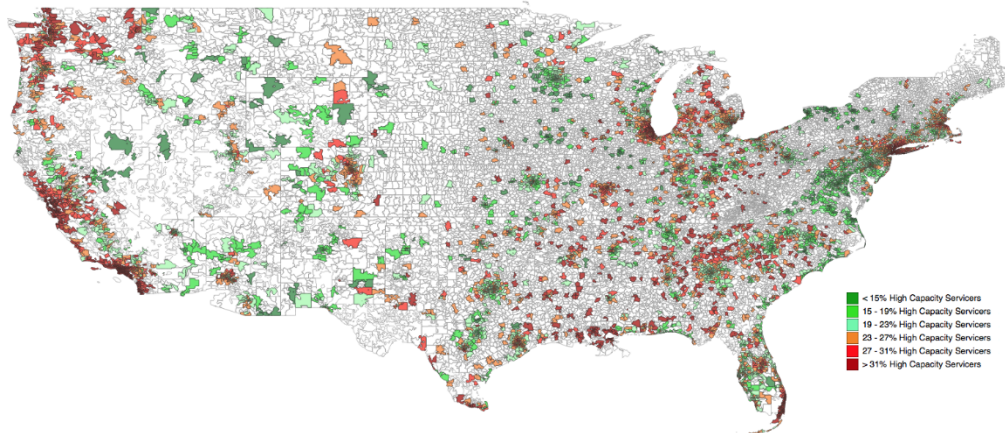 < 15% High Capacity Servicers
15 - 19% High Capacity Servicers
19 - 23% High Capacity Servicers
23 - 27% High Capacity Servicers
27 - 31% High Capacity Servicers
> 31% High Capacity Servicers